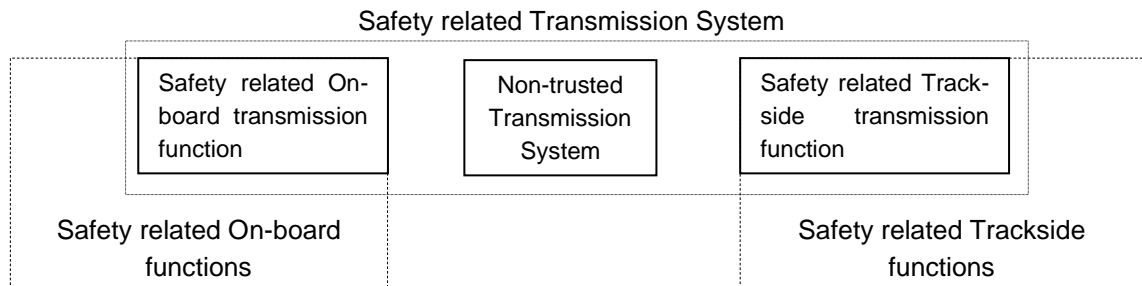 Safety related Transmission System
Safety related On-
board transmission
function
Non-trusted
Transmission
System
Safety related Track-
side transmission
function
Safety related On-board
functions
Safety related Trackside
functions